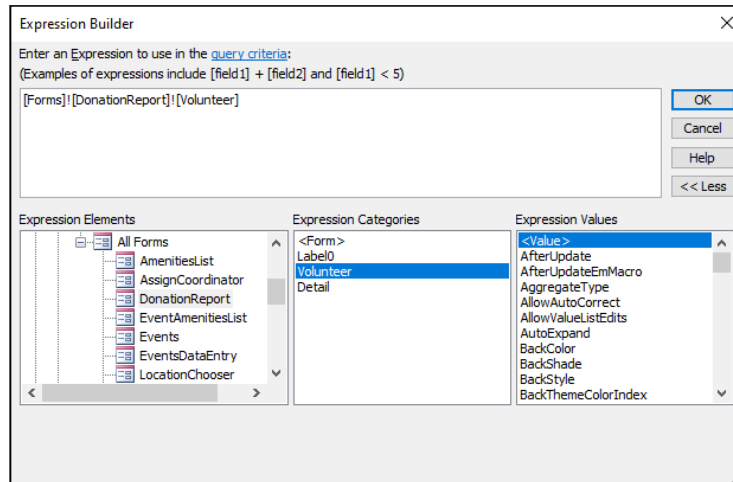 Expression Builder
Enter an Expression to use in the query criteria:
(Examples of expressions include [field1] + [field2] and [field1] < 5)
[Forms]![DonationReport]![Volunteer]
OK
Cancel
Help
<< Less
Expression Elements
All Forms
AmenitiesList
AssignCoordinator
DonationReport
EventAmenitiesList
Events
EventsDataEntry
LocationChooser
Expression Categories
<Form>
Label0
Volunteer
Detail
Expression Values
<Value>
AfterUpdate
AfterUpdateEmMacro
AggregateType
AllowAutoCorrect
AllowValueListEdits
AutoExpand
BackColor
BackShade
BackStyle
BackThemeColorIndex